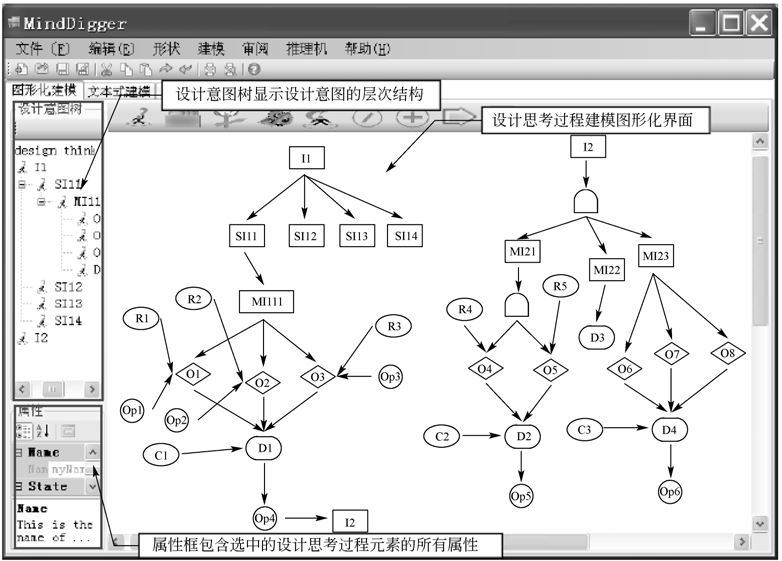 MindDigger
文件 (F) 编辑(E) 形状 建模 审阅 推理机 帮助(H)
图形化建模 文本式建模
设计意图树显示设计意图的层次结构
设计意图树
设计思考过程建模图形化界面
design think
I1
SI11
MI11
O
O
O
D
SI12
SI13
SI14
I2
I1
SI11 SI12 SI13 SI14
MI111
R1 R2 R3
O1 O2 O3
Op1 Op2 Op3
C1 D1
Op4 I2
I2
MI21 MI22 MI23
R4 R5 D3
O4 O5 O6 O7 O8
C2 D2 C3 D4
Op5 Op6
属性
Name
Nam nyNam
State
Name
This is the
name of ...
属性框包含选中的设计思考过程元素的所有属性